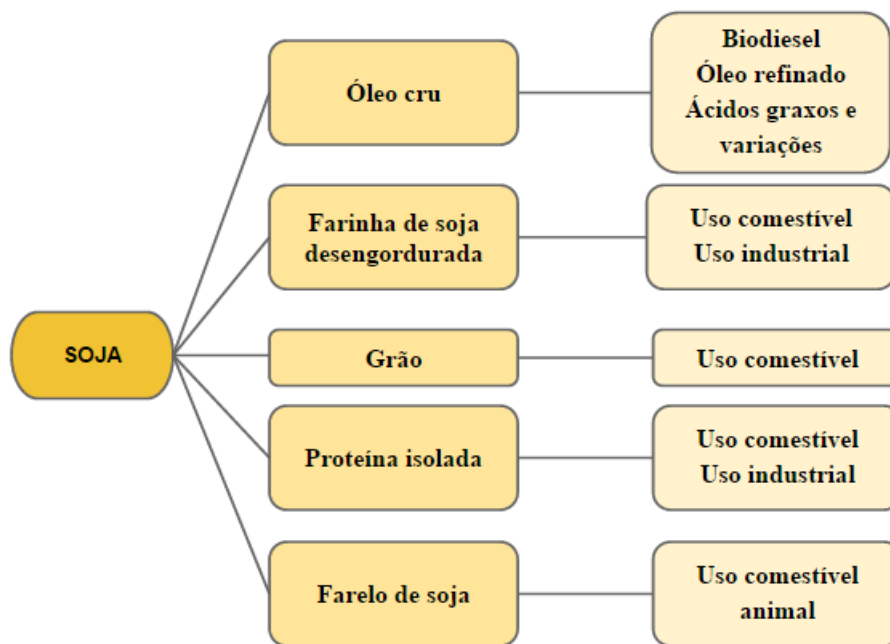 SOJA
Óleo cru
Biodiesel
Óleo refinado
Ácidos graxos e
variações
Farinha de soja
desengordurada
Uso comestível
Uso industrial
Grão
Uso comestível
Proteína isolada
Uso comestível
Uso industrial
Farelo de soja
Uso comestível
animal